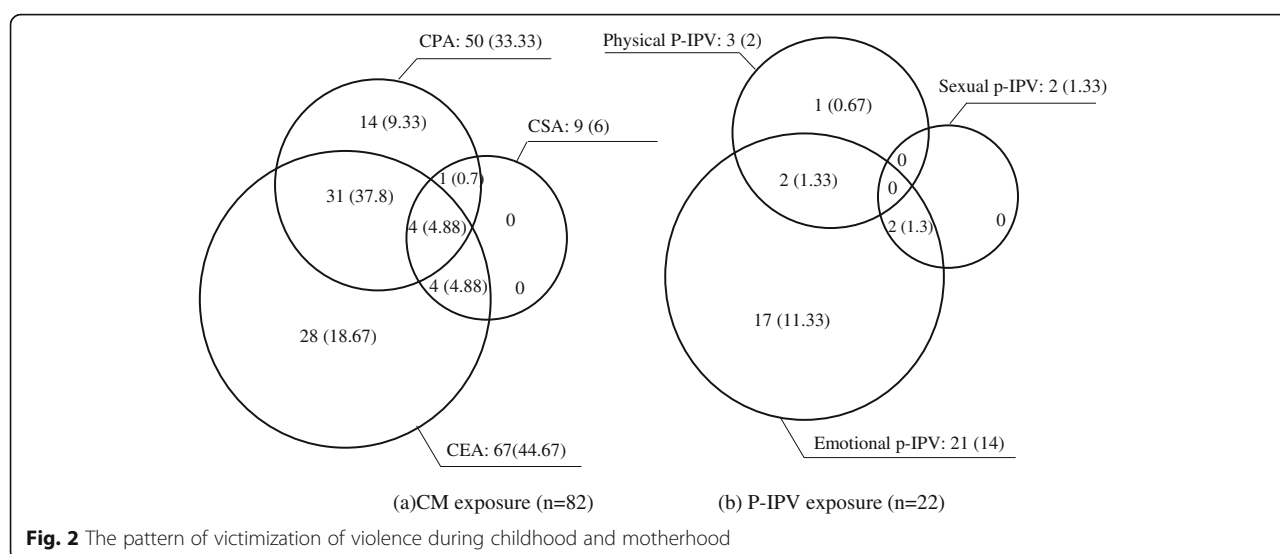 CPA: 50 (33.33)
14 (9.33)
CSA: 9 (6)
1 (0.7)
31 (37.8)
4 (4.88)
0
4 (4.88)
0
28 (18.67)
CEA: 67(44.67)
(a)CM exposure (n=82)
Physical P-IPV: 3 (2)
Sexual p-IPV: 2 (1.33)
1 (0.67)
0
2 (1.33)
0
2 (1.3)
0
17 (11.33)
Emotional p-IPV: 21 (14)
(b) P-IPV exposure (n=22)
Fig. 2 The pattern of victimization of violence during childhood and motherhood